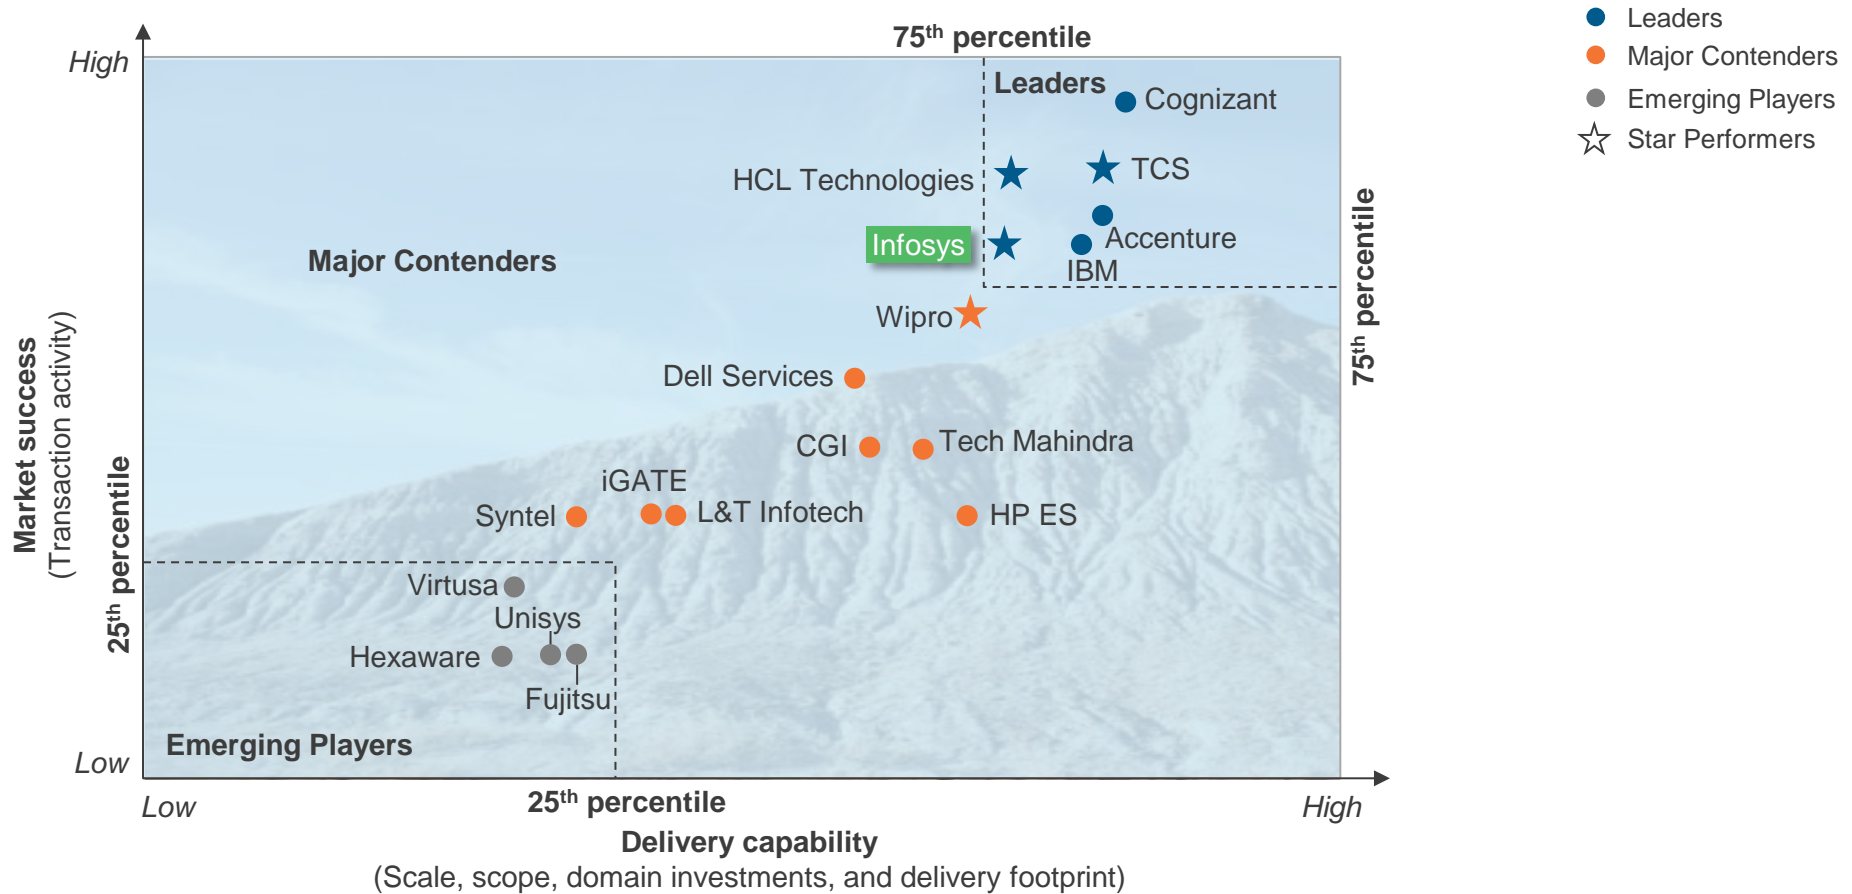 75th percentile
High
Leaders
Cognizant
HCL Technologies
TCS
Infosys
Accenture
IBM
Major Contenders
Wipro
75th percentile
Dell Services
CGI
Tech Mahindra
iGATE
Syntel
L&T Infotech
HP ES
Market success
(Transaction activity)
25th percentile
Virtusa
Unisys
Hexaware
Fujitsu
Emerging Players
Low
Low
25th percentile
High
Delivery capability
(Scale, scope, domain investments, and delivery footprint)
Leaders
Major Contenders
Emerging Players
Star Performers